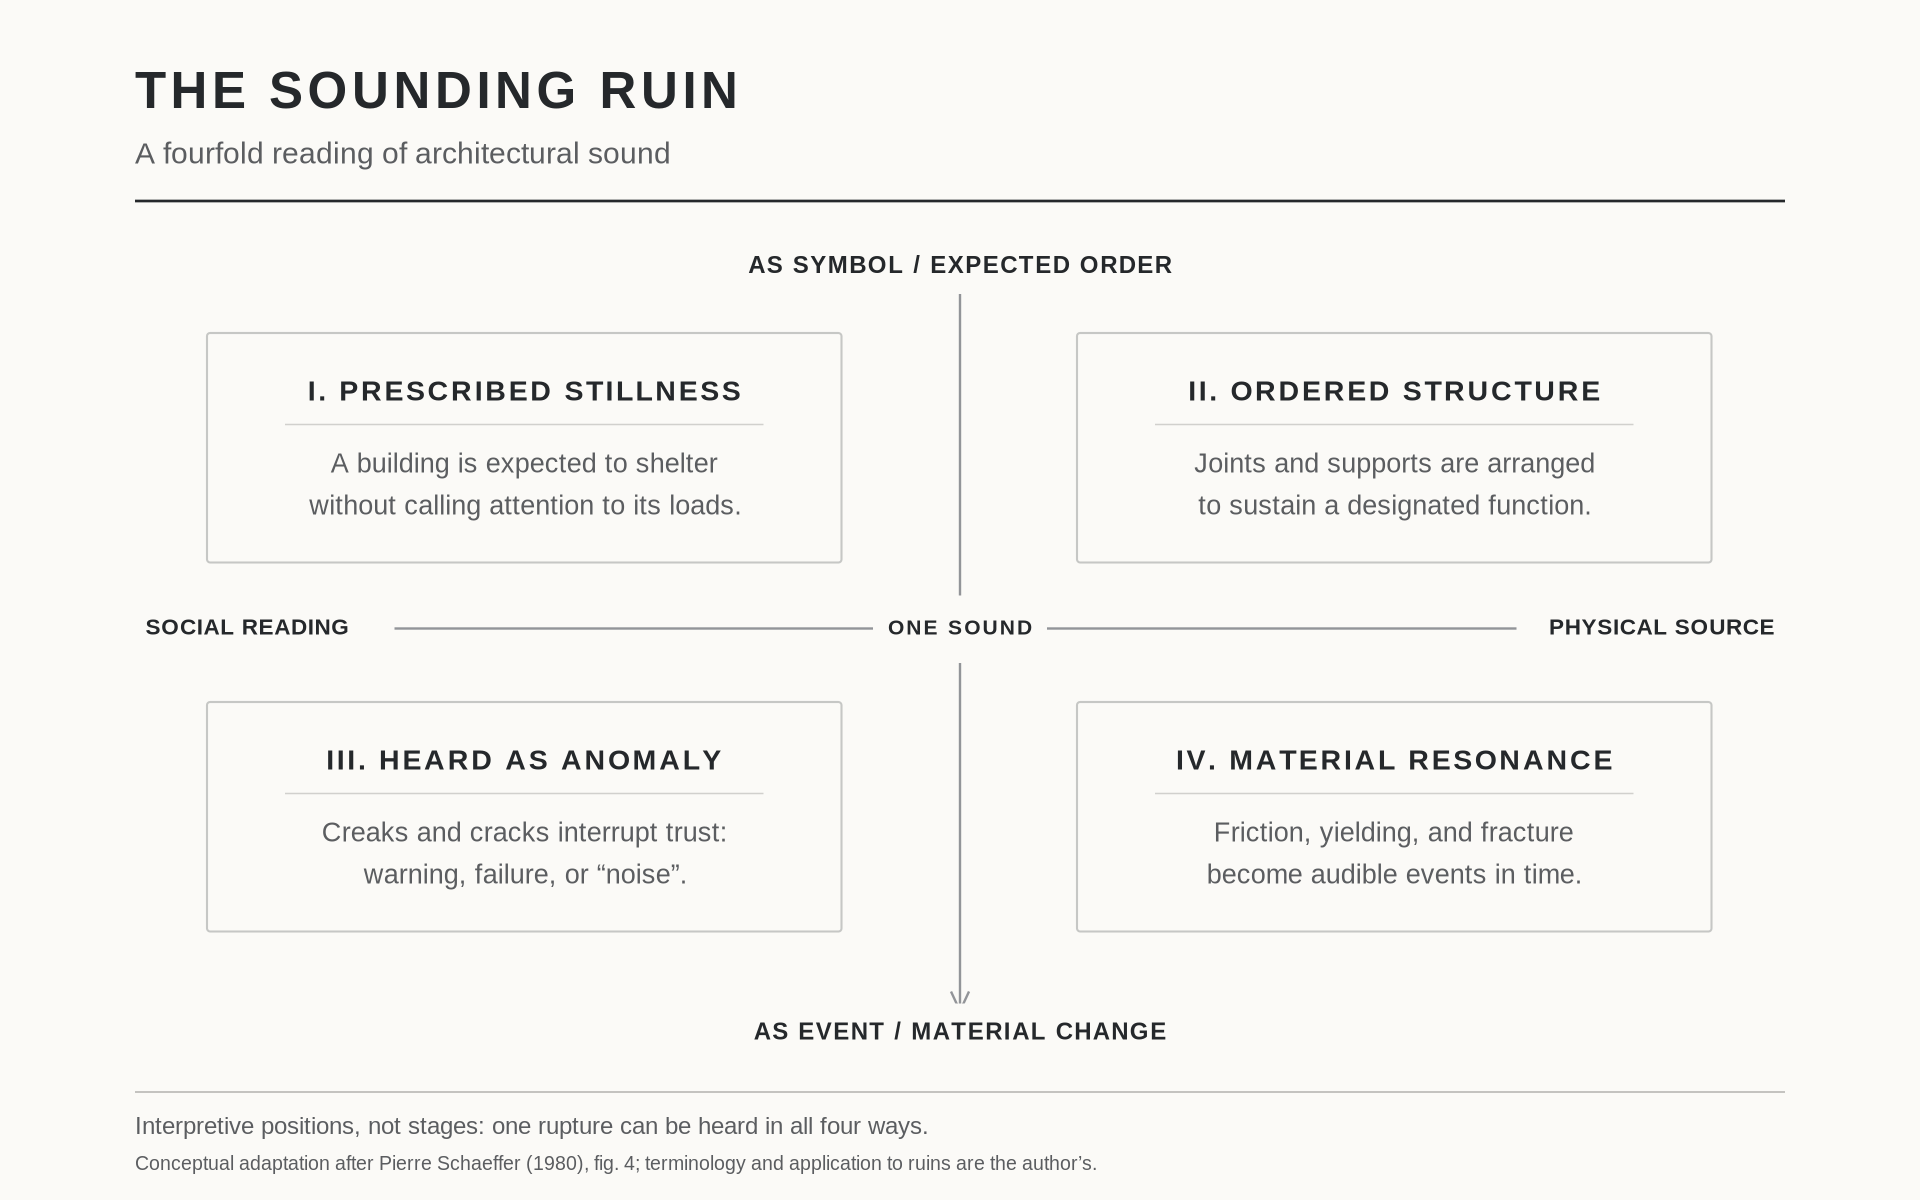 THE SOUNDING RUIN
A fourfold reading of architectural sound
AS SYMBOL / EXPECTED ORDER
I. PRESCRIBED STILLNESS
A building is expected to shelter
without calling attention to its loads.
II. ORDERED STRUCTURE
Joints and supports are arranged
to sustain a designated function.
SOCIAL READING
ONE SOUND
PHYSICAL SOURCE
III. HEARD AS ANOMALY
Creaks and cracks interrupt trust:
warning, failure, or “noise”.
IV. MATERIAL RESONANCE
Friction, yielding, and fracture
become audible events in time.
AS EVENT / MATERIAL CHANGE
Interpretive positions, not stages: one rupture can be heard in all four ways.
Conceptual adaptation after Pierre Schaeffer (1980), fig. 4; terminology and application to ruins are the author’s.